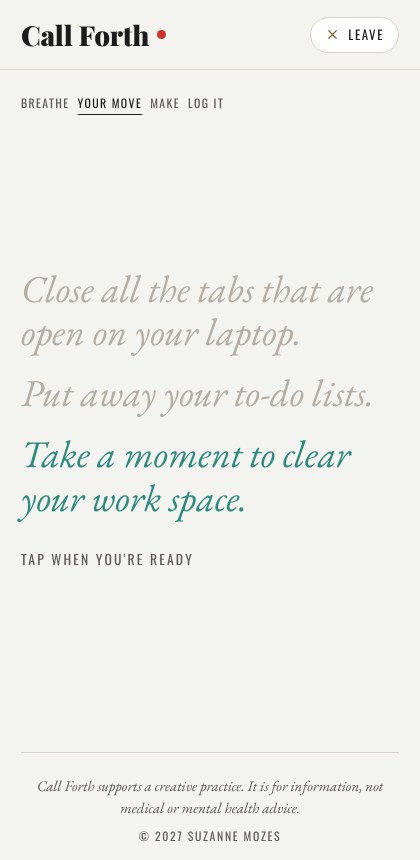 Call Forth
× LEAVE
BREATHE YOUR MOVE MAKE LOG IT
Close all the tabs that are
open on your laptop.
Put away your to-do lists.
Take a moment to clear
your work space.
TAP WHEN YOU'RE READY
Call Forth supports a creative practice. It is for information, not
medical or mental health advice.
© 2027 SUZANNE MOZES